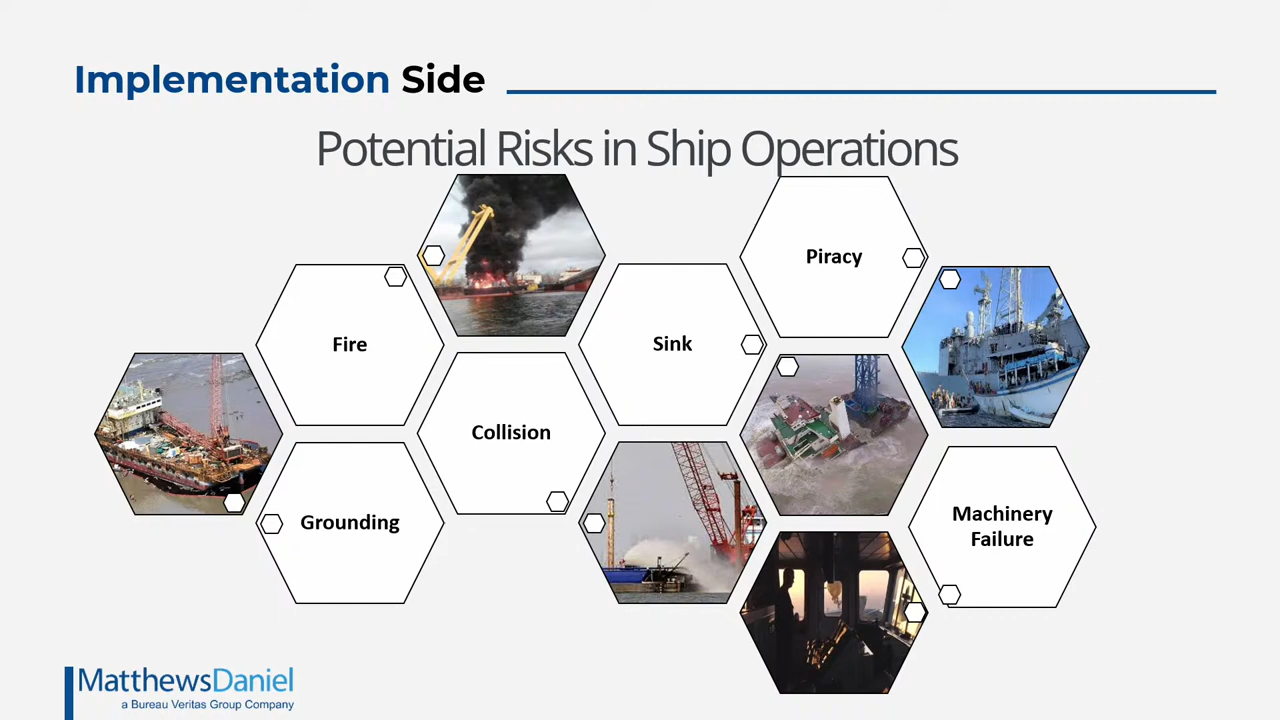 Implementation Side
Potential Risks in Ship Operations
Piracy
Fire
Sink
Collision
Grounding
Machinery
Failure
MatthewsDaniel
a Bureau Veritas Group Company